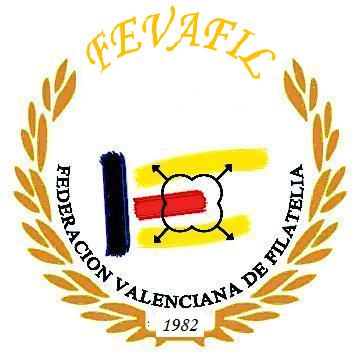 FEVAFIL
FEDERACION VALENCIANA DE FILATELIA
1982